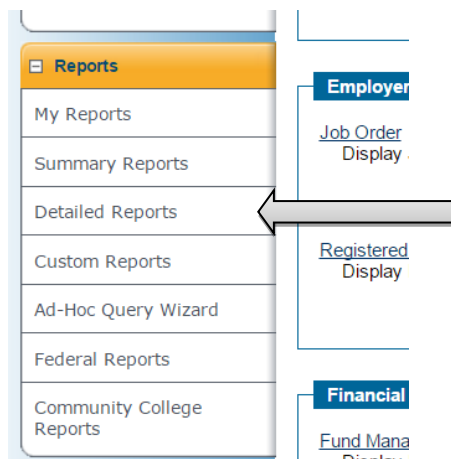 Reports
My Reports
Summary Reports
Detailed Reports
Custom Reports
Ad-Hoc Query Wizard
Federal Reports
Community College
Reports
Employer
Job Order
Display
Registered
Display
Financial
Fund Mana